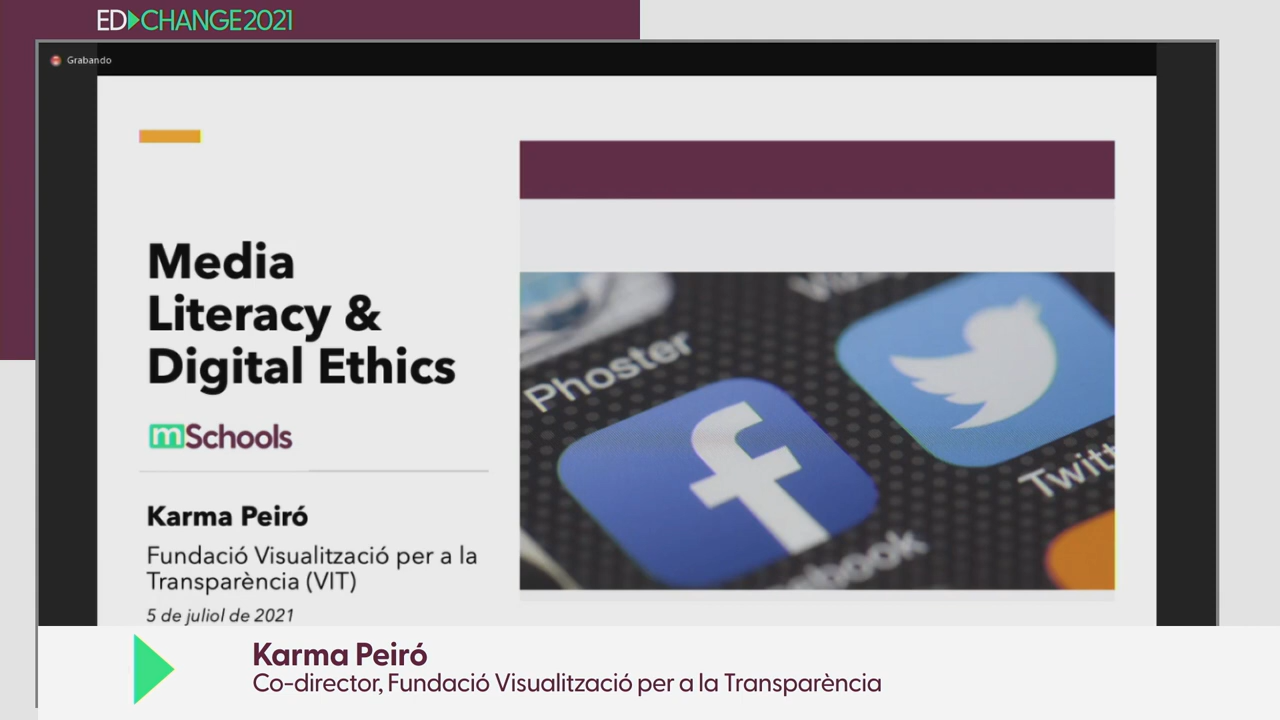 ED▶CHANGE2021
Grabando
Media
Literacy &
Digital Ethics
mSchools
Karma Peiró
Fundació Visualització per a la
Transparència (VIT)
5 de juliol de 2021
Phoster
Twitt
book
Karma Peiró
Co-director, Fundació Visualització per a la Transparència